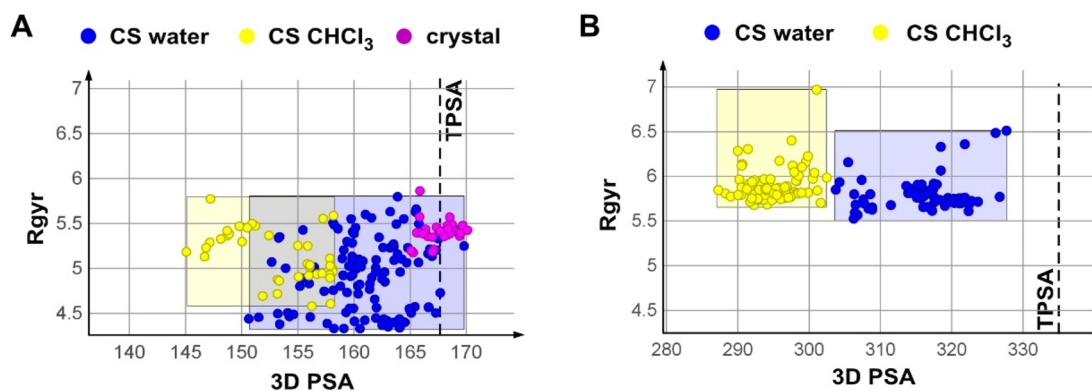 A
CS water CS CHCl₃ crystal
7
6.5
6
5.5
5
4.5
Rgyr
TPSA
140 145 150 155 160 165 170
3D PSA
B
CS water CS CHCl₃
7
6.5
6
5.5
5
4.5
Rgyr
TPSA
280 290 300 310 320 330
3D PSA